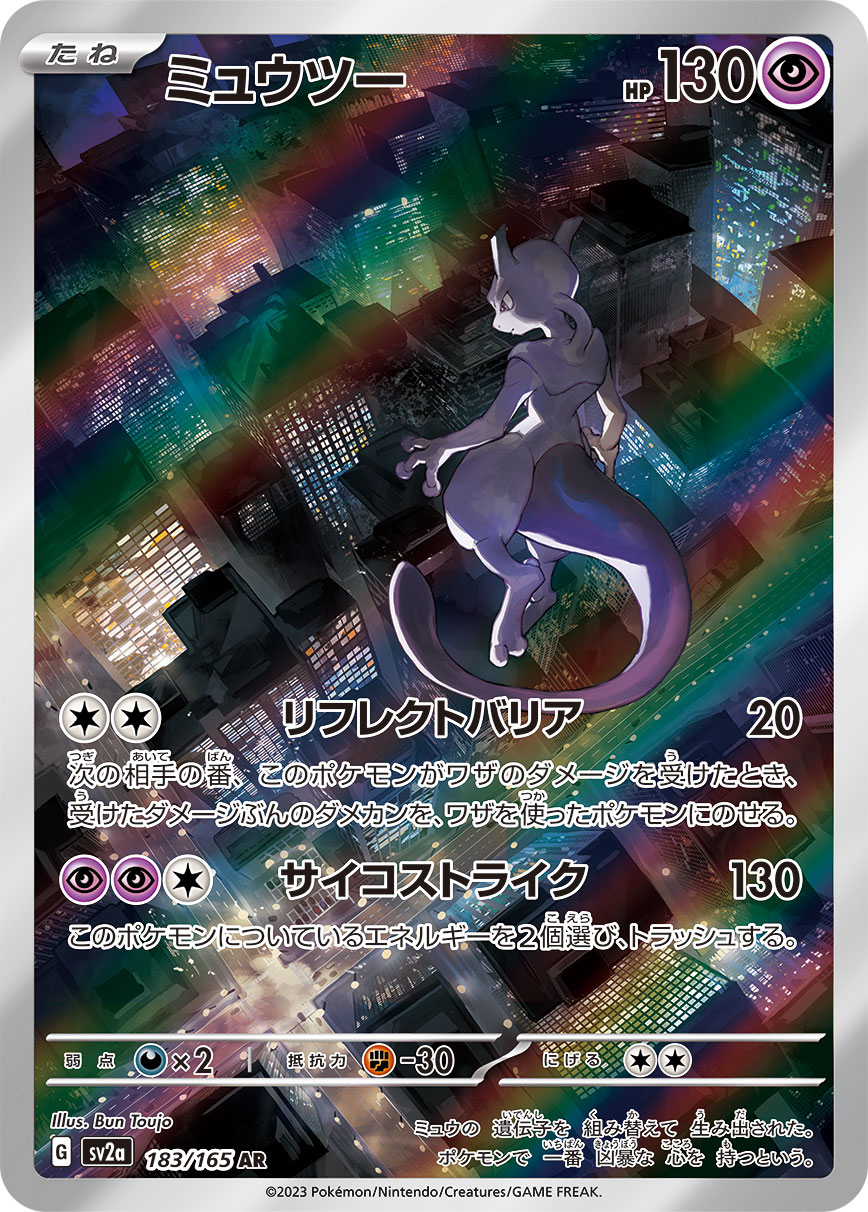 たね
ミュウツー
HP 130
リフレクトバリア 20
次の相手の番、このポケモンがワザのダメージを受けたとき、
受けたダメージぶんのダメカンを、ワザを使ったポケモンにのせる。
サイコストライク 130
このポケモンについているエネルギーを2個選び、トラッシュする。
弱点 ×2 抵抗力 -30 にげる
Illus. Bun Toujo
ミュウの 遺伝子を 組み替えて 生み出された。
ポケモンで 一番 凶暴な 心を 持つという。
G sv2a 183/165 AR
©2023 Pokémon/Nintendo/Creatures/GAME FREAK.